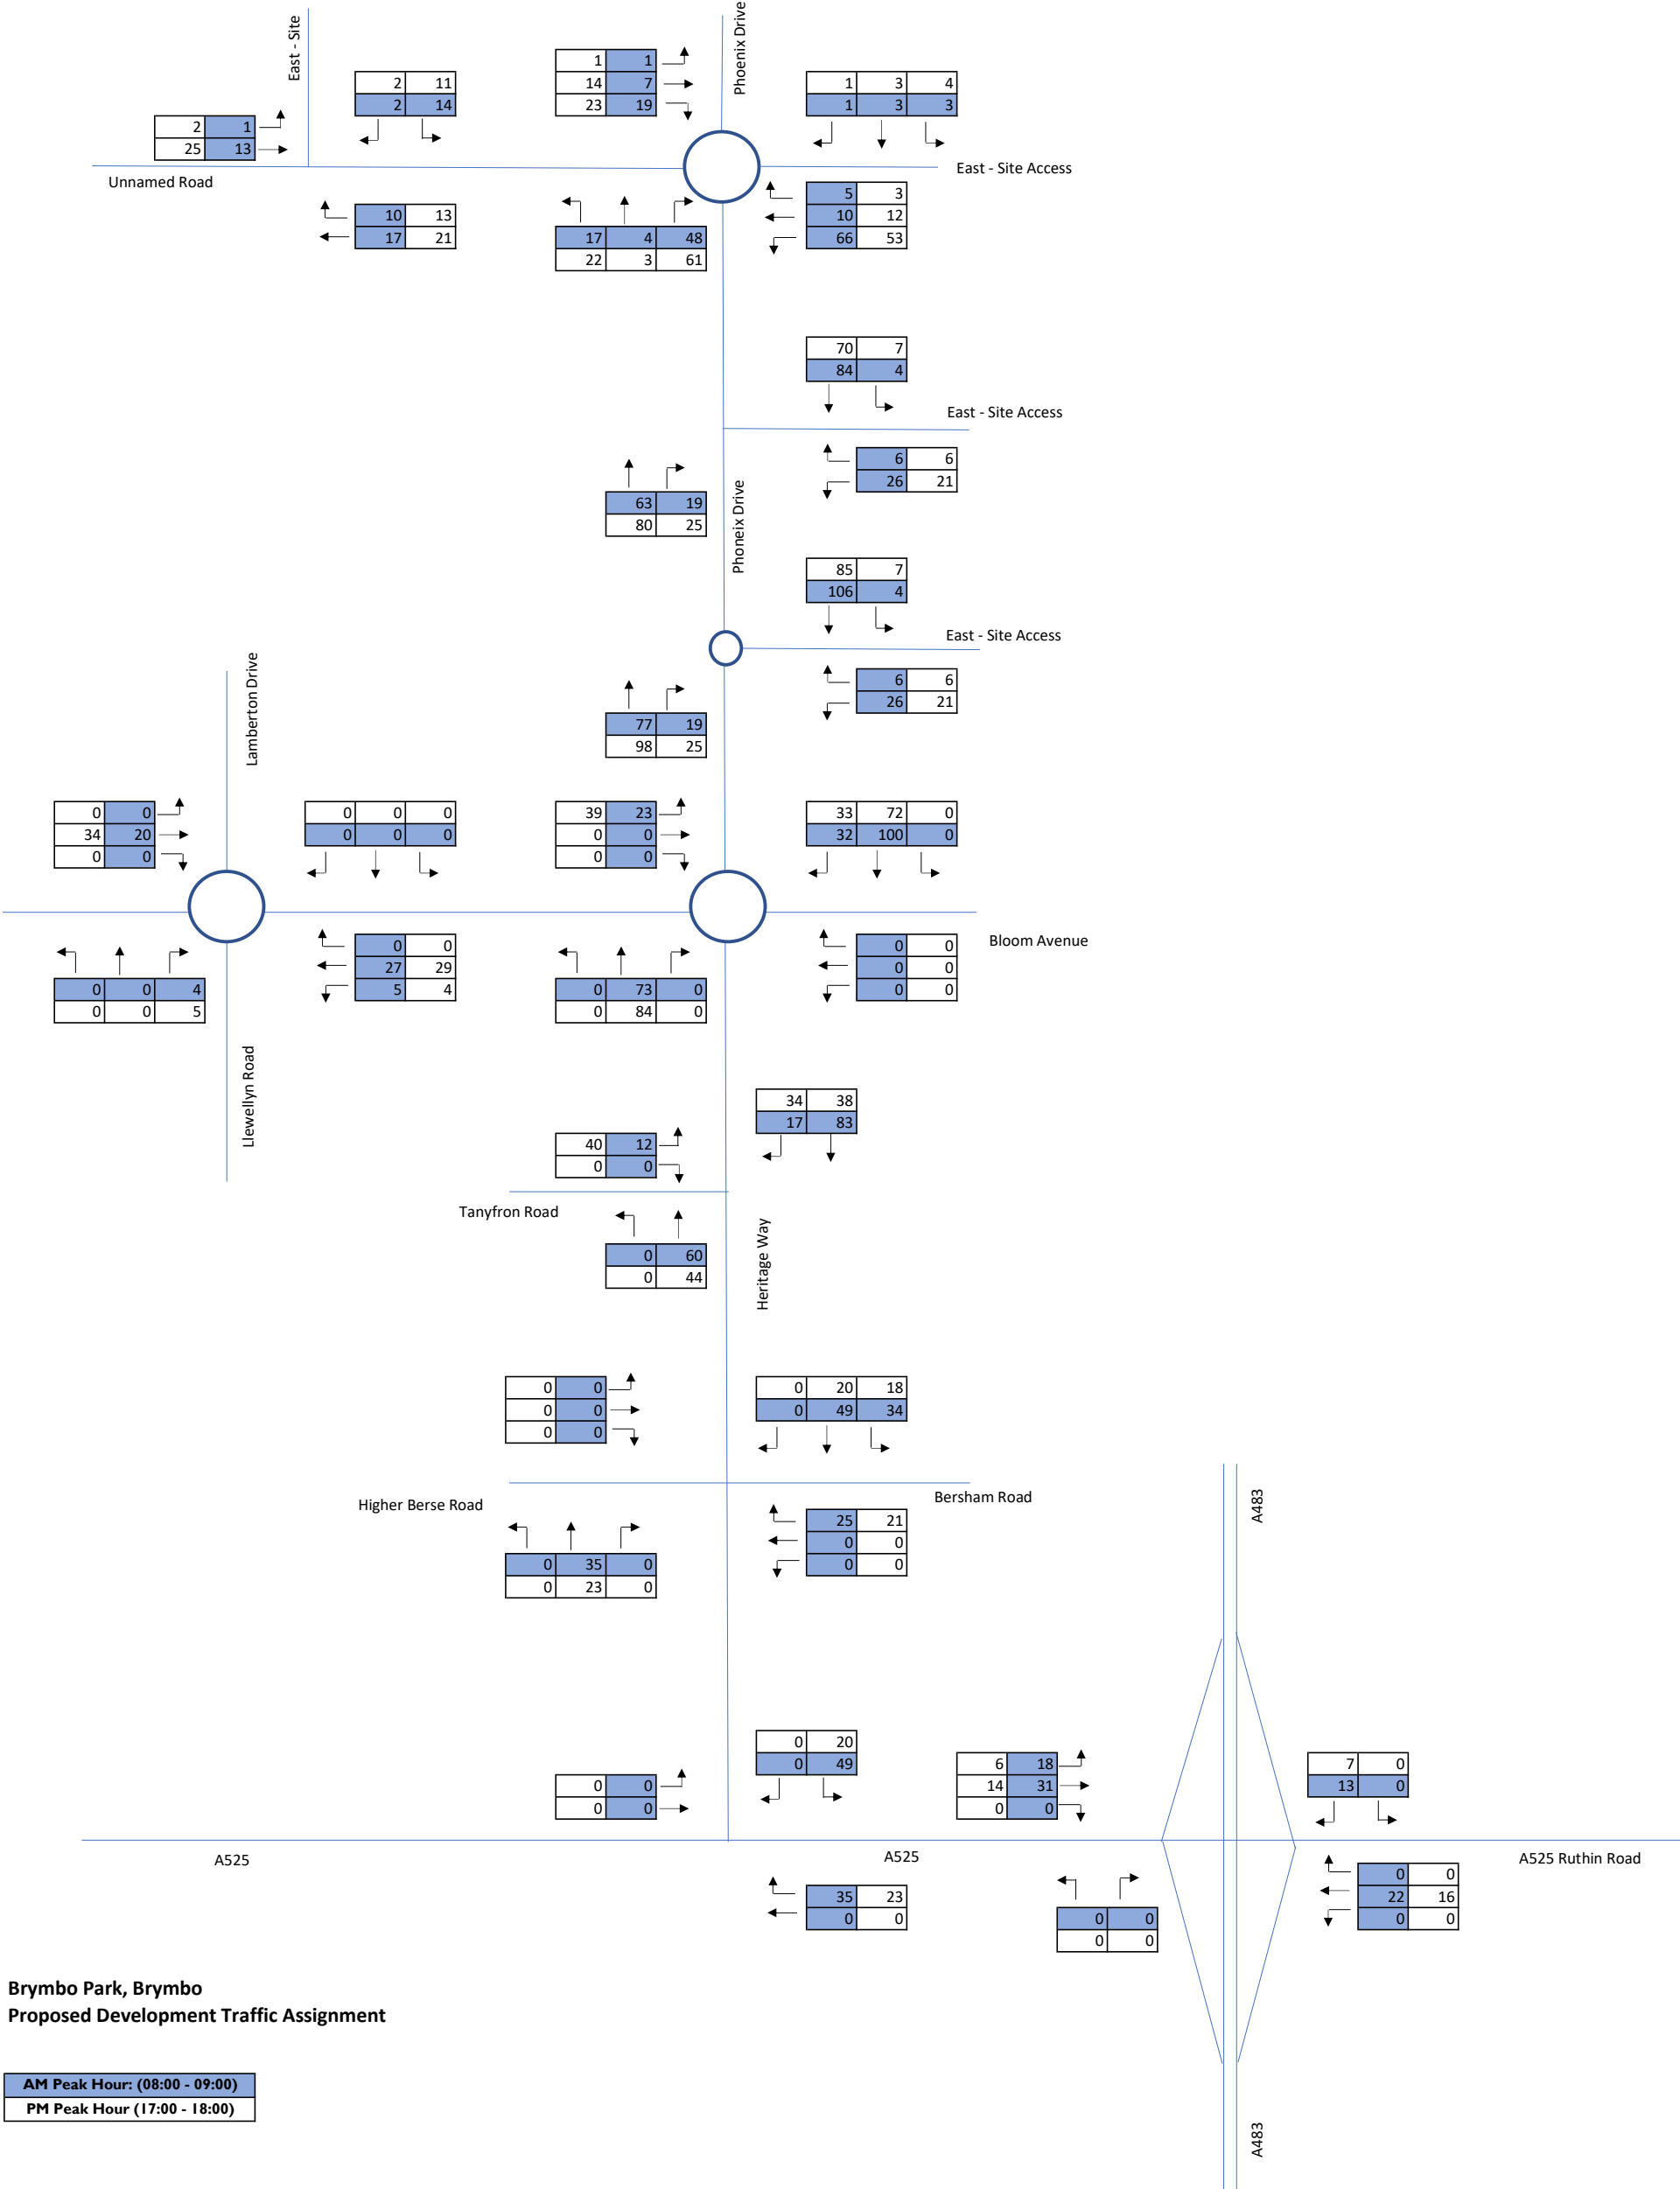 East - Site
Phoenix Drive
1 1
14 7
23 19
2 11
2 14
1 3 4
1 3 3
2 1
25 13
Unnamed Road
East - Site Access
10 13
17 21
17 4 48
22 3 61
5 3
10 12
66 53
70 7
84 4
East - Site Access
6 6
26 21
63 19
80 25
Phoneix Drive
85 7
106 4
East - Site Access
6 6
26 21
77 19
98 25
Lamberton Drive
0 0
34 20
0 0
0 0 0
0 0 0
39 23
0 0
0 0
33 72 0
32 100 0
Bloom Avenue
0 0 4
0 0 5
0 0
27 29
5 4
0 73 0
0 84 0
0 0
0 0
0 0
Llewellyn Road
34 38
17 83
40 12
0 0
Tanyfron Road
0 60
0 44
Heritage Way
0 0
0 0
0 0
0 20 18
0 49 34
Higher Berse Road
Bersham Road
0 35 0
0 23 0
25 21
0 0
0 0
A483
0 20
0 49
0 0
0 0
6 18
14 31
0 0
7 0
13 0
A525
A525
A525 Ruthin Road
35 23
0 0
0 0
0 0
0 0
22 16
0 0
Brymbo Park, Brymbo
Proposed Development Traffic Assignment
AM Peak Hour: (08:00 - 09:00)
PM Peak Hour (17:00 - 18:00)
A483